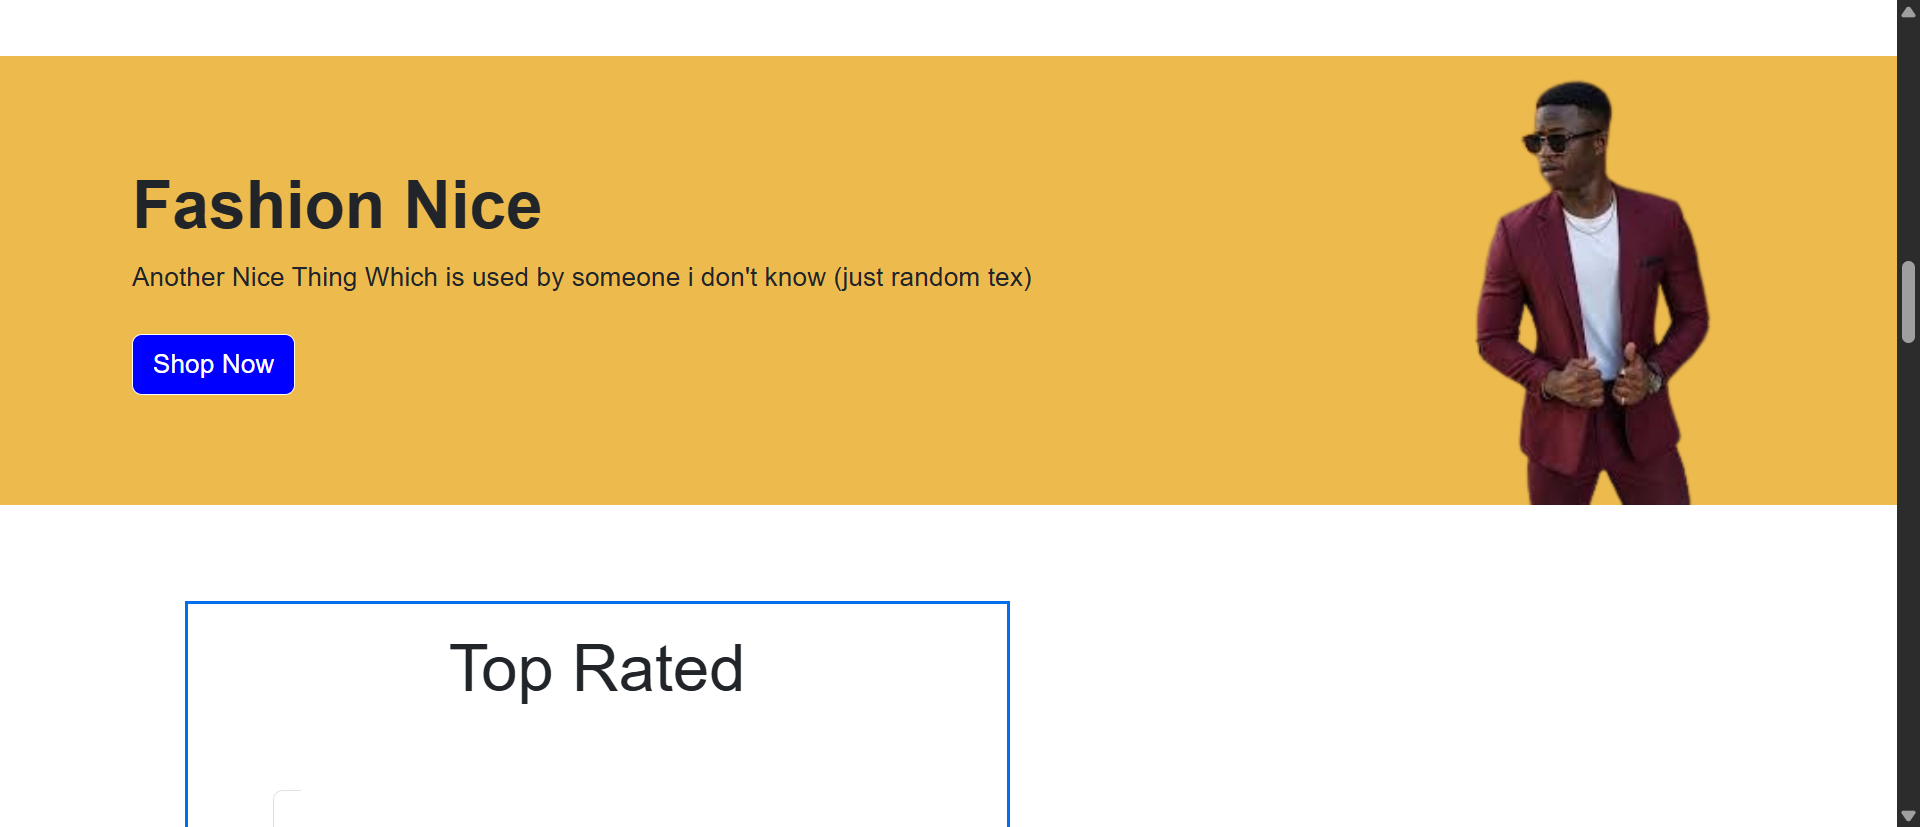 Fashion Nice
Another Nice Thing Which is used by someone i don't know (just random tex)
Shop Now
Top Rated